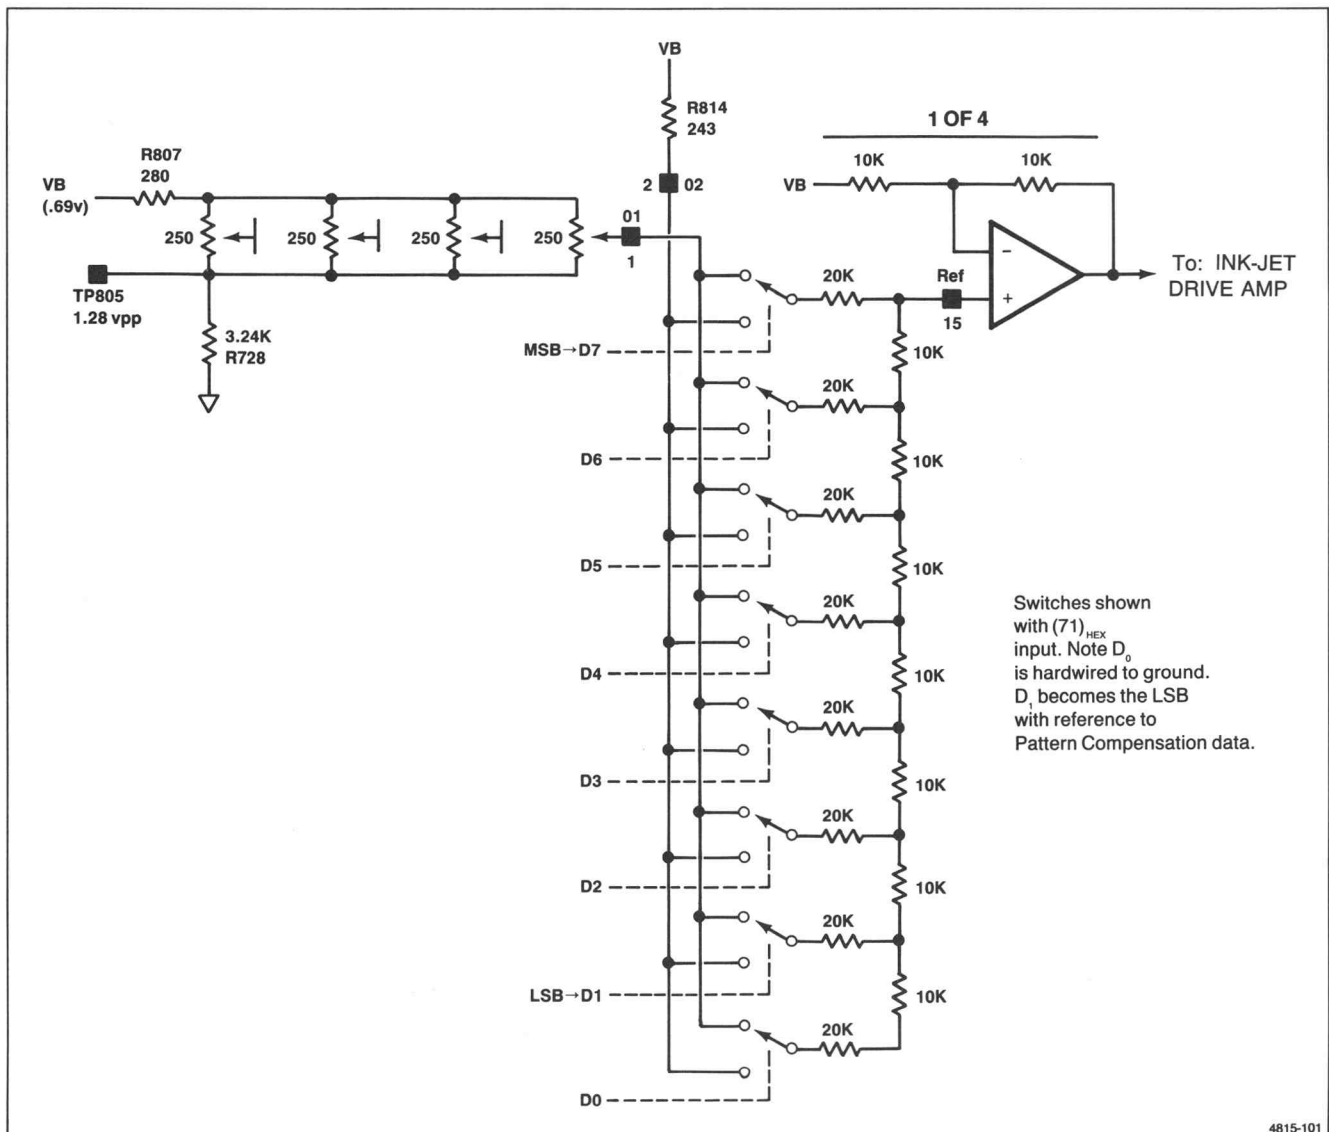 VB
R814
243
1 OF 4
R807
280
10K
10K
VB
(.69v)
2
02
VB
250
250
250
250
01
1
TP805
1.28 vpp
20K
Ref
15
−
+
To: INK-JET
DRIVE AMP
3.24K
R728
MSB→D7
10K
20K
D6
10K
20K
D5
10K
20K
D4
10K
20K
D3
10K
20K
D2
10K
20K
LSB→D1
10K
20K
D0
Switches shown
with (71)HEX
input. Note D0
is hardwired to ground.
D1 becomes the LSB
with reference to
Pattern Compensation data.
4815-101